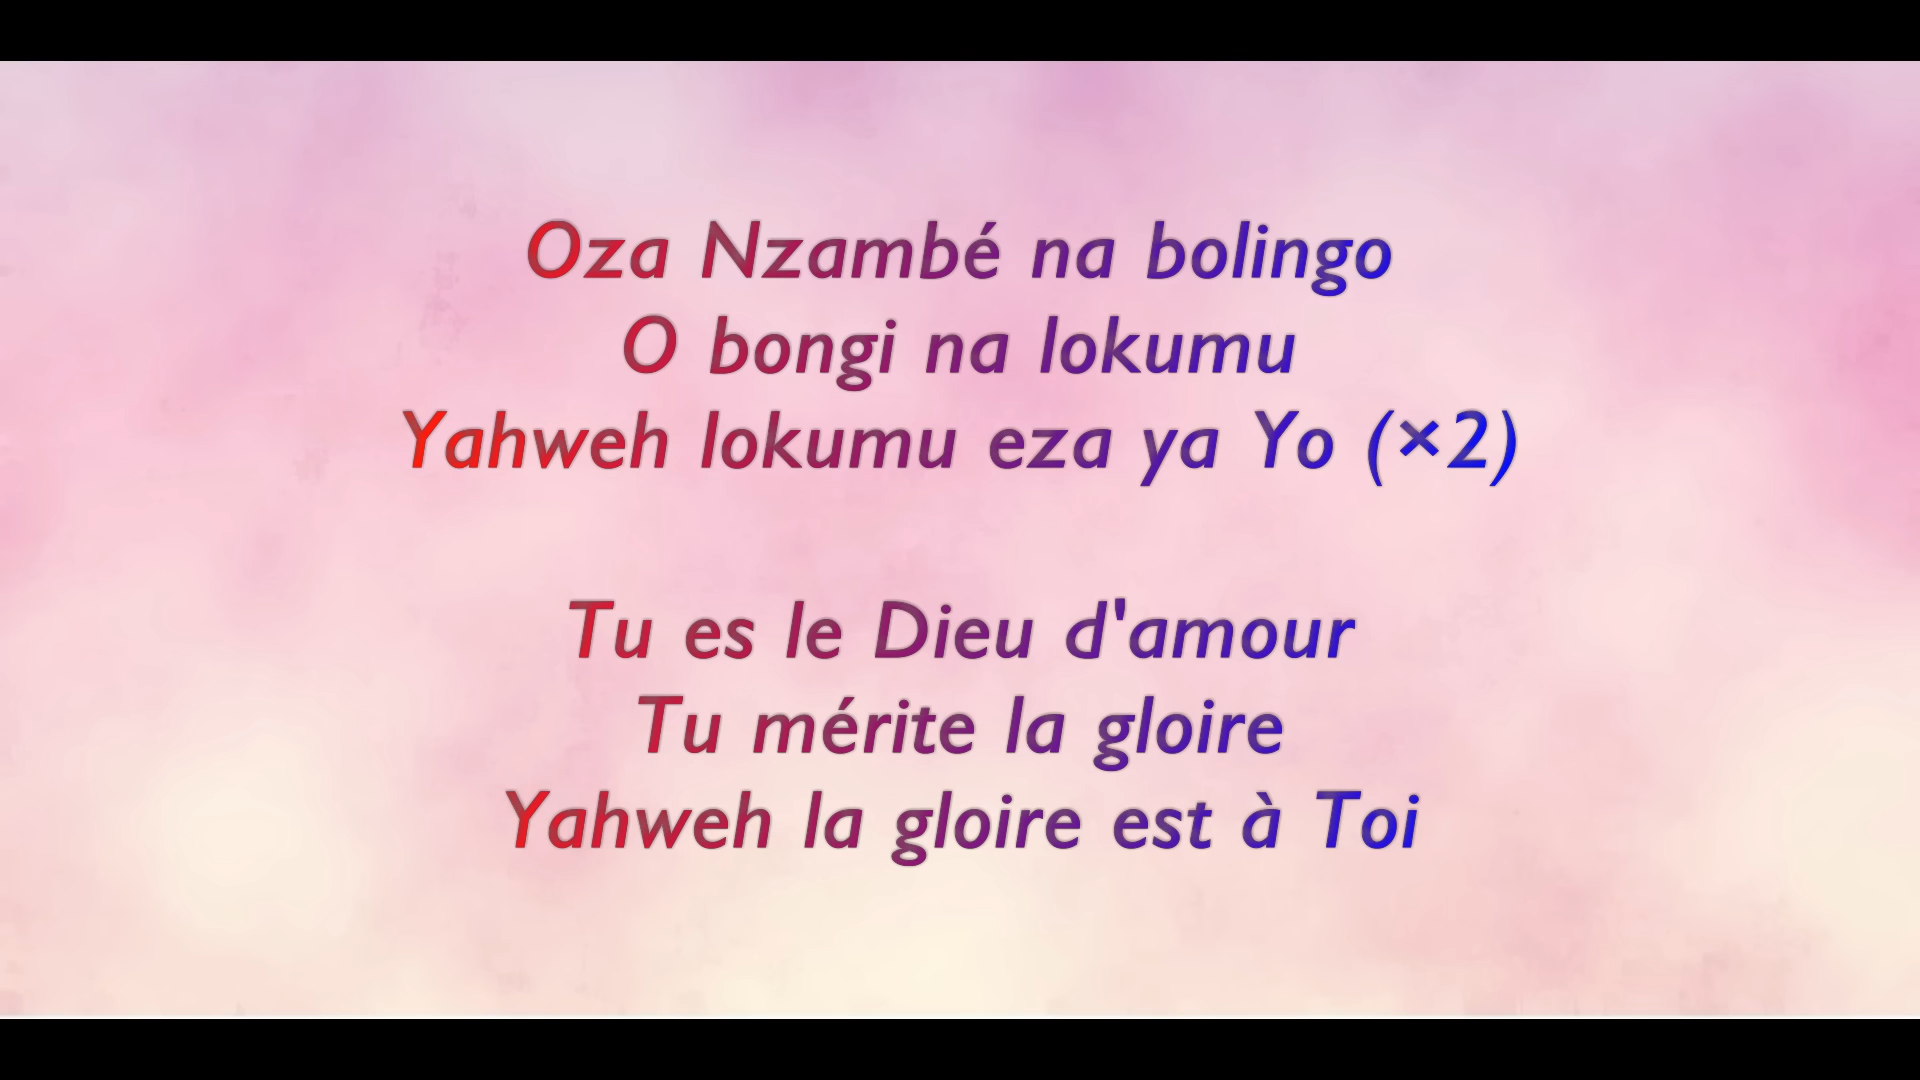 Oza Nzambé na bolingo
O bongi na lokumu
Yahweh lokumu eza ya Yo (×2)
Tu es le Dieu d'amour
Tu mérite la gloire
Yahweh la gloire est à Toi